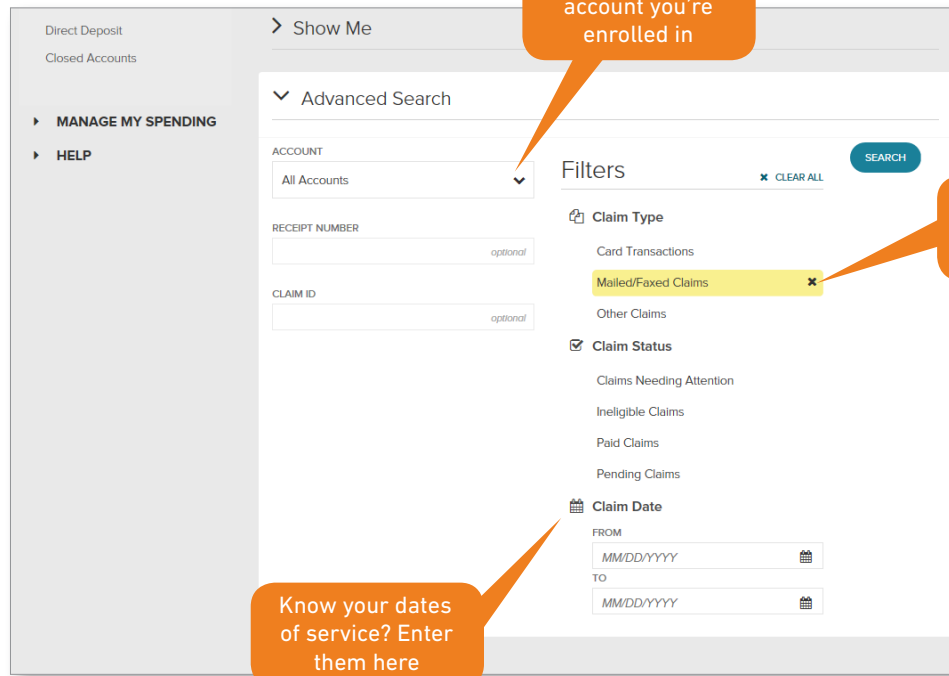 Direct Deposit
Closed Accounts
MANAGE MY SPENDING
HELP
account you're
enrolled in
Show Me
Advanced Search
ACCOUNT
All Accounts
RECEIPT NUMBER
optional
CLAIM ID
optional
Filters
CLEAR ALL
SEARCH
Claim Type
Card Transactions
Mailed/Faxed Claims
Other Claims
Claim Status
Claims Needing Attention
Ineligible Claims
Paid Claims
Pending Claims
Claim Date
FROM
MM/DD/YYYY
TO
MM/DD/YYYY
Know your dates
of service? Enter
them here